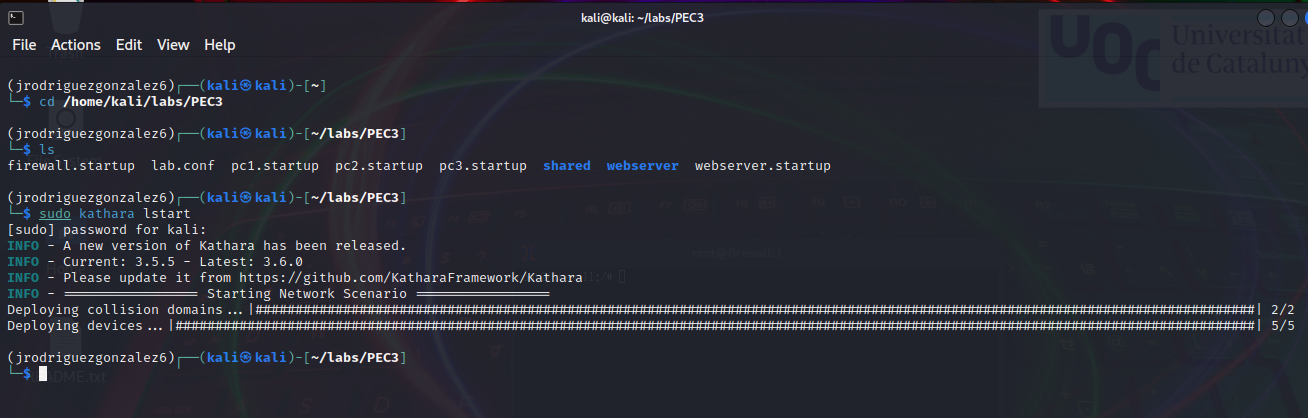 kali@kali: ~/labs/PEC3
File Actions Edit View Help
UOC Universitat
de Cataluny
(jrodriguezgonzalez6)┌──(kali㉿kali)-[~]
└─$ cd /home/kali/labs/PEC3
(jrodriguezgonzalez6)┌──(kali㉿kali)-[~/labs/PEC3]
└─$ ls
firewall.startup lab.conf pc1.startup pc2.startup pc3.startup shared webserver webserver.startup
(jrodriguezgonzalez6)┌──(kali㉿kali)-[~/labs/PEC3]
└─$ sudo kathara lstart
[sudo] password for kali:
INFO - A new version of Kathara has been released.
INFO - Current: 3.5.5 - Latest: 3.6.0
INFO - Please update it from https://github.com/KatharaFramework/Kathara
INFO - ================= Starting Network Scenario =================
Deploying collision domains...|################################################################################################################################| 2/2
Deploying devices...|##########################################################################################################################################| 5/5
(jrodriguezgonzalez6)┌──(kali㉿kali)-[~/labs/PEC3]
└─$
README.txt